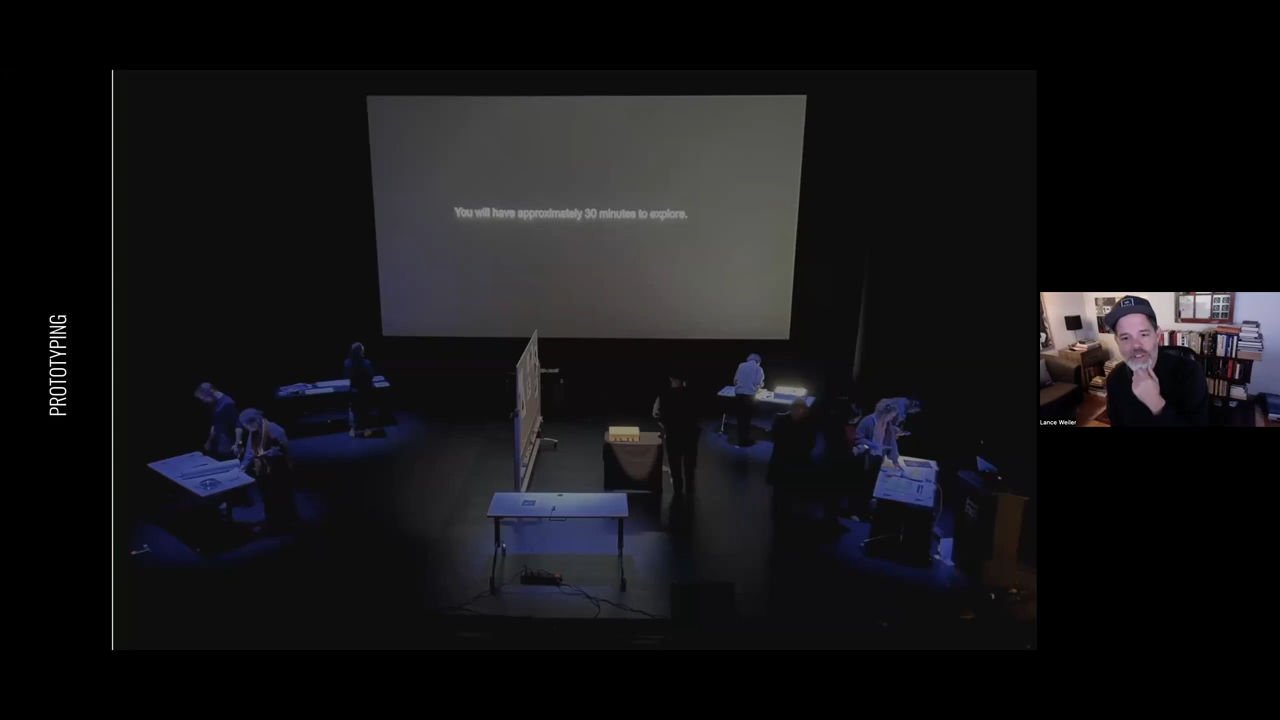 PROTOTYPING
You will have approximately 30 minutes to explore.
Lance Weiler